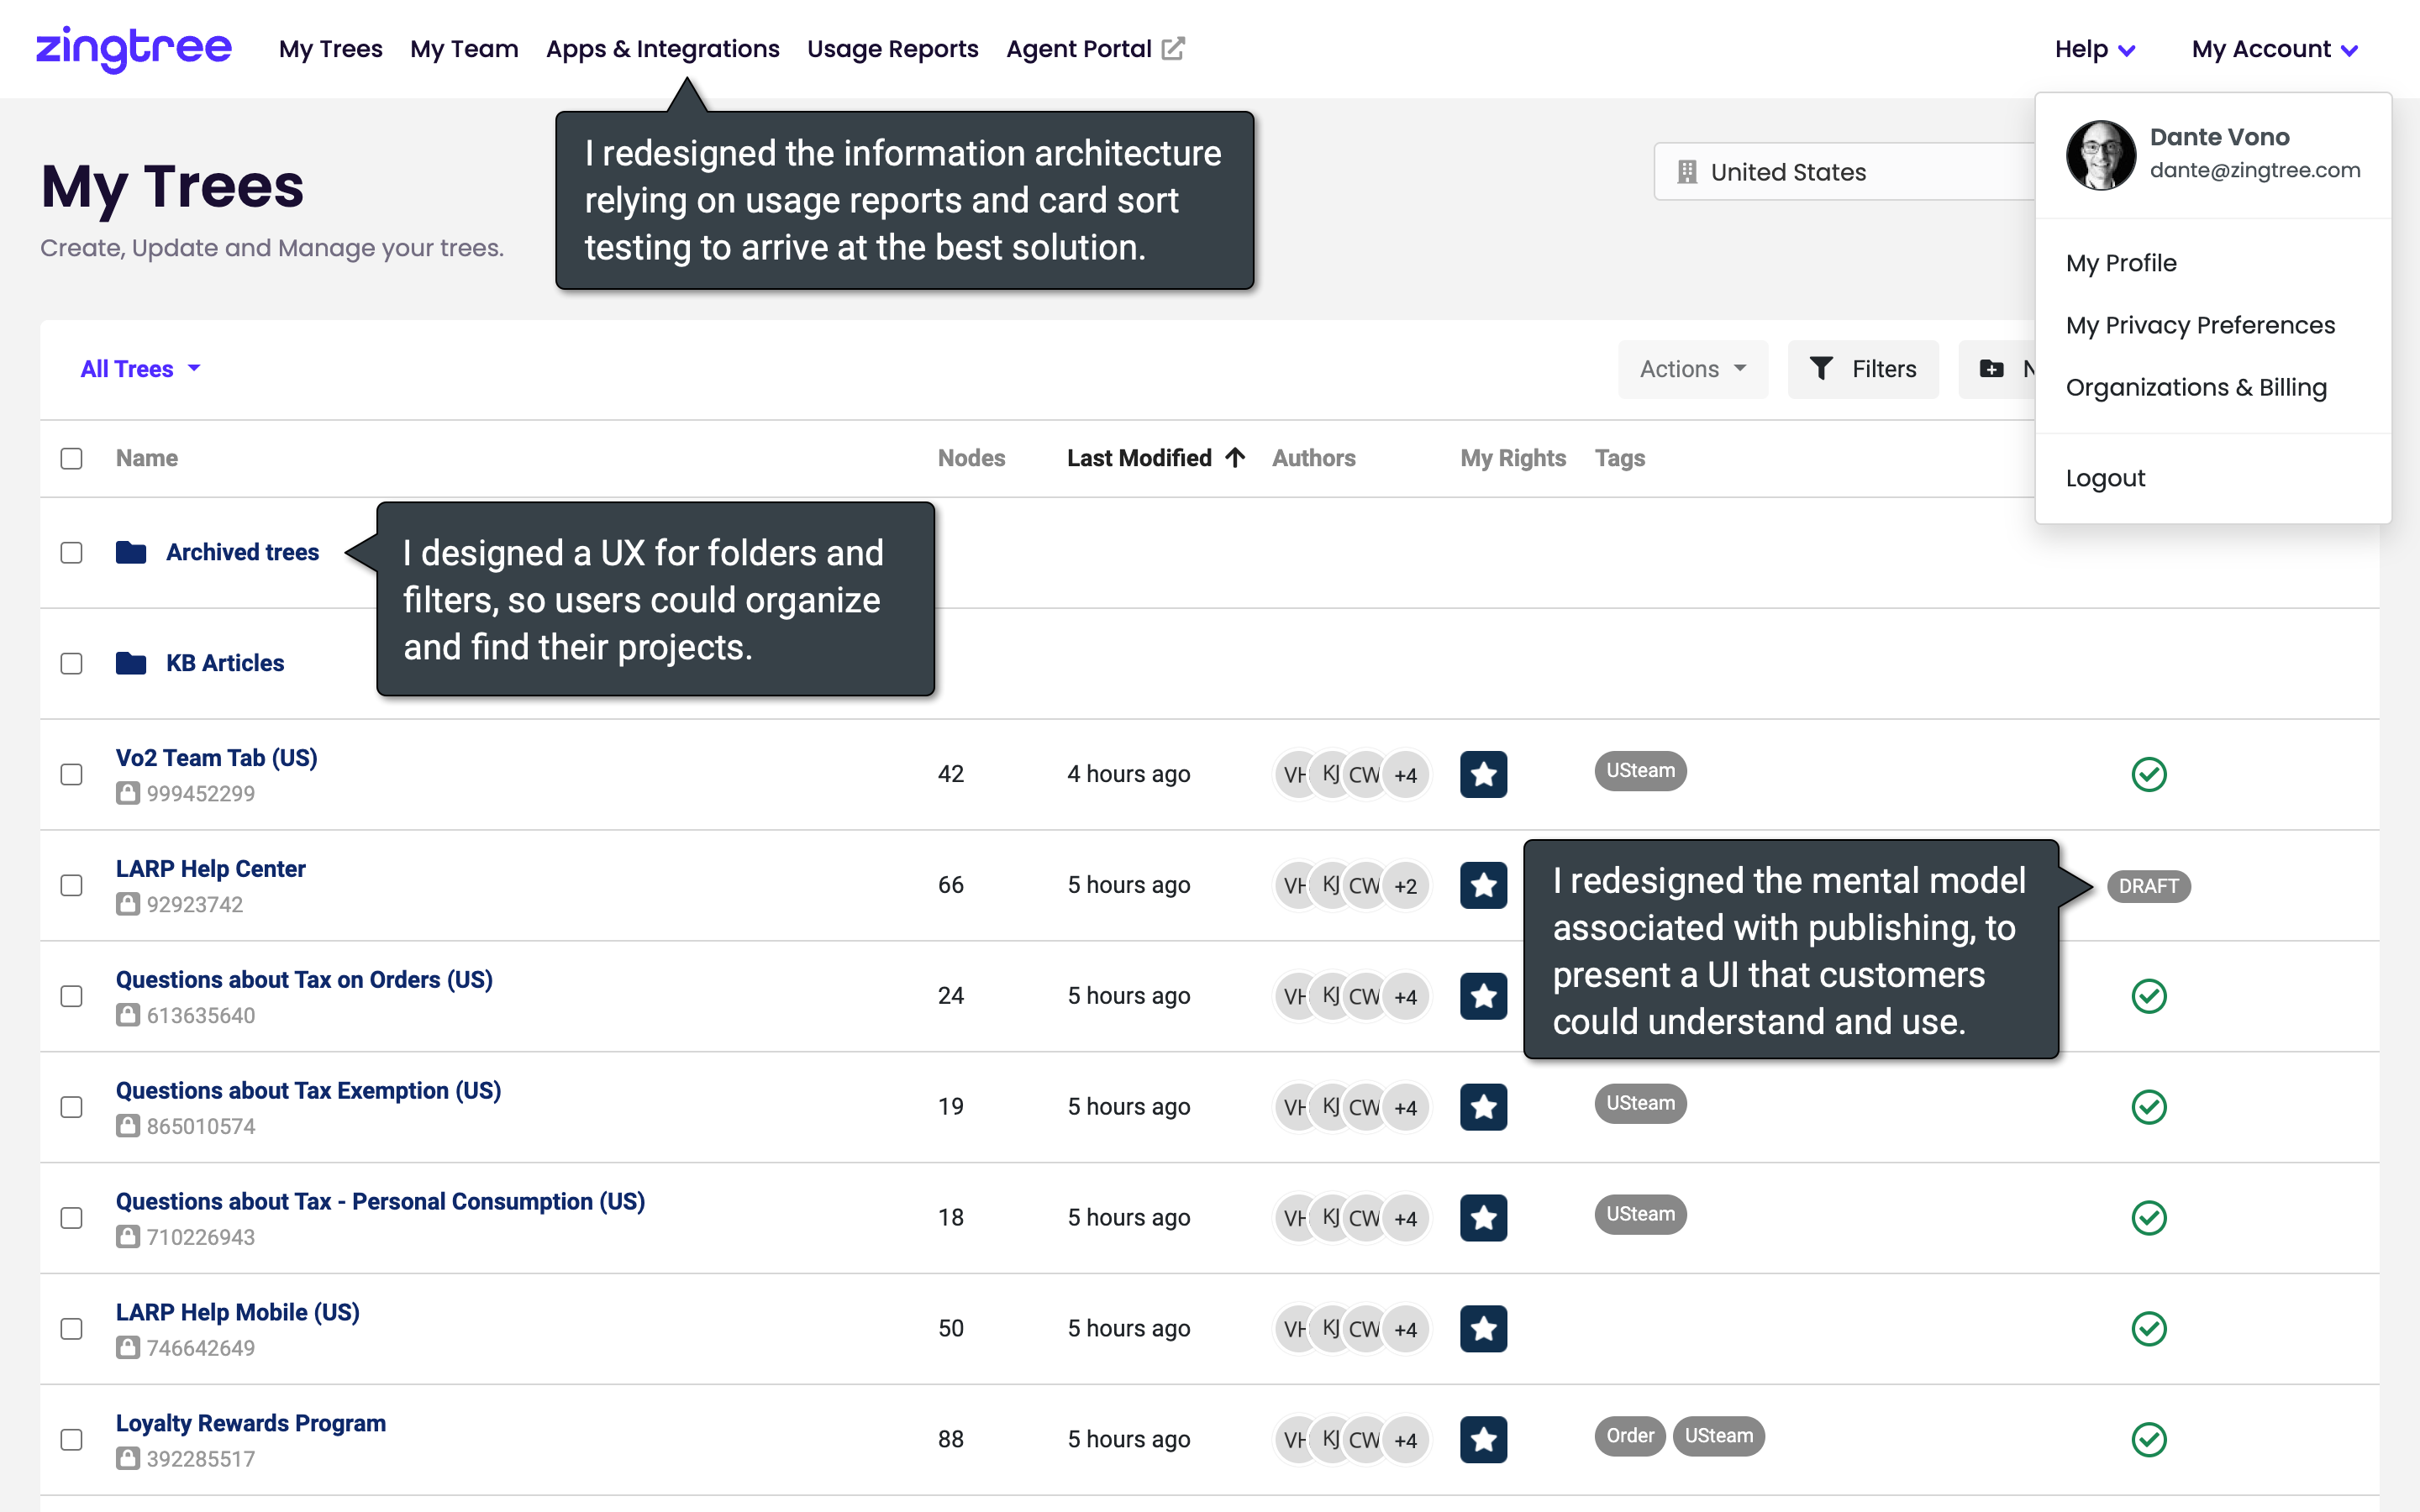 zingtree
My Trees My Team Apps & Integrations Usage Reports Agent Portal
Help My Account
I redesigned the information architecture
relying on usage reports and card sort
testing to arrive at the best solution.
My Trees
Create, Update and Manage your trees.
United States
Dante Vono
dante@zingtree.com
My Profile
My Privacy Preferences
Organizations & Billing
Logout
All Trees
Actions Filters N
Name Nodes Last Modified Authors My Rights Tags
Archived trees
I designed a UX for folders and
filters, so users could organize
and find their projects.
KB Articles
Vo2 Team Tab (US)
999452299
42 4 hours ago VH KJ CW +4 USteam
LARP Help Center
92923742
66 5 hours ago VH KJ CW +2 DRAFT
I redesigned the mental model
associated with publishing, to
present a UI that customers
could understand and use.
Questions about Tax on Orders (US)
613635640
24 5 hours ago VH KJ CW +4
Questions about Tax Exemption (US)
865010574
19 5 hours ago VH KJ CW +4 USteam
Questions about Tax - Personal Consumption (US)
710226943
18 5 hours ago VH KJ CW +4 USteam
LARP Help Mobile (US)
746642649
50 5 hours ago VH KJ CW +4
Loyalty Rewards Program
392285517
88 5 hours ago VH KJ CW +4 Order USteam